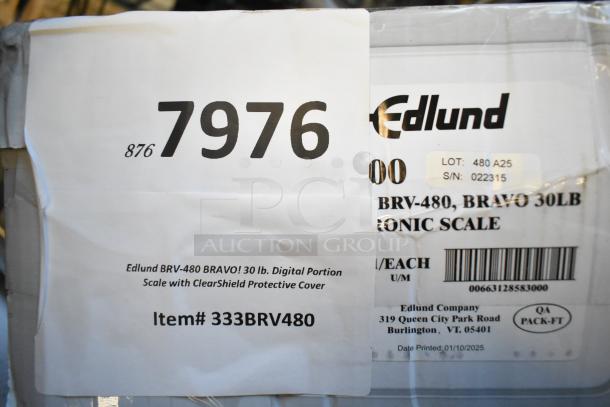 876 7976
Edlund BRV-480 BRAVO! 30 lb. Digital Portion
Scale with ClearShield Protective Cover
Item# 333BRV480
Edlund
00
LOT: 480 A25
S/N: 022315
BRV-480, BRAVO 30LB
RONIC SCALE
/EACH
U/M
00663128583000
Edlund Company
319 Queen City Park Road
Burlington, VT. 05401
QA
PACK-FT
Date Printed: 01/10/2025
PCI
AUCTION GROUP